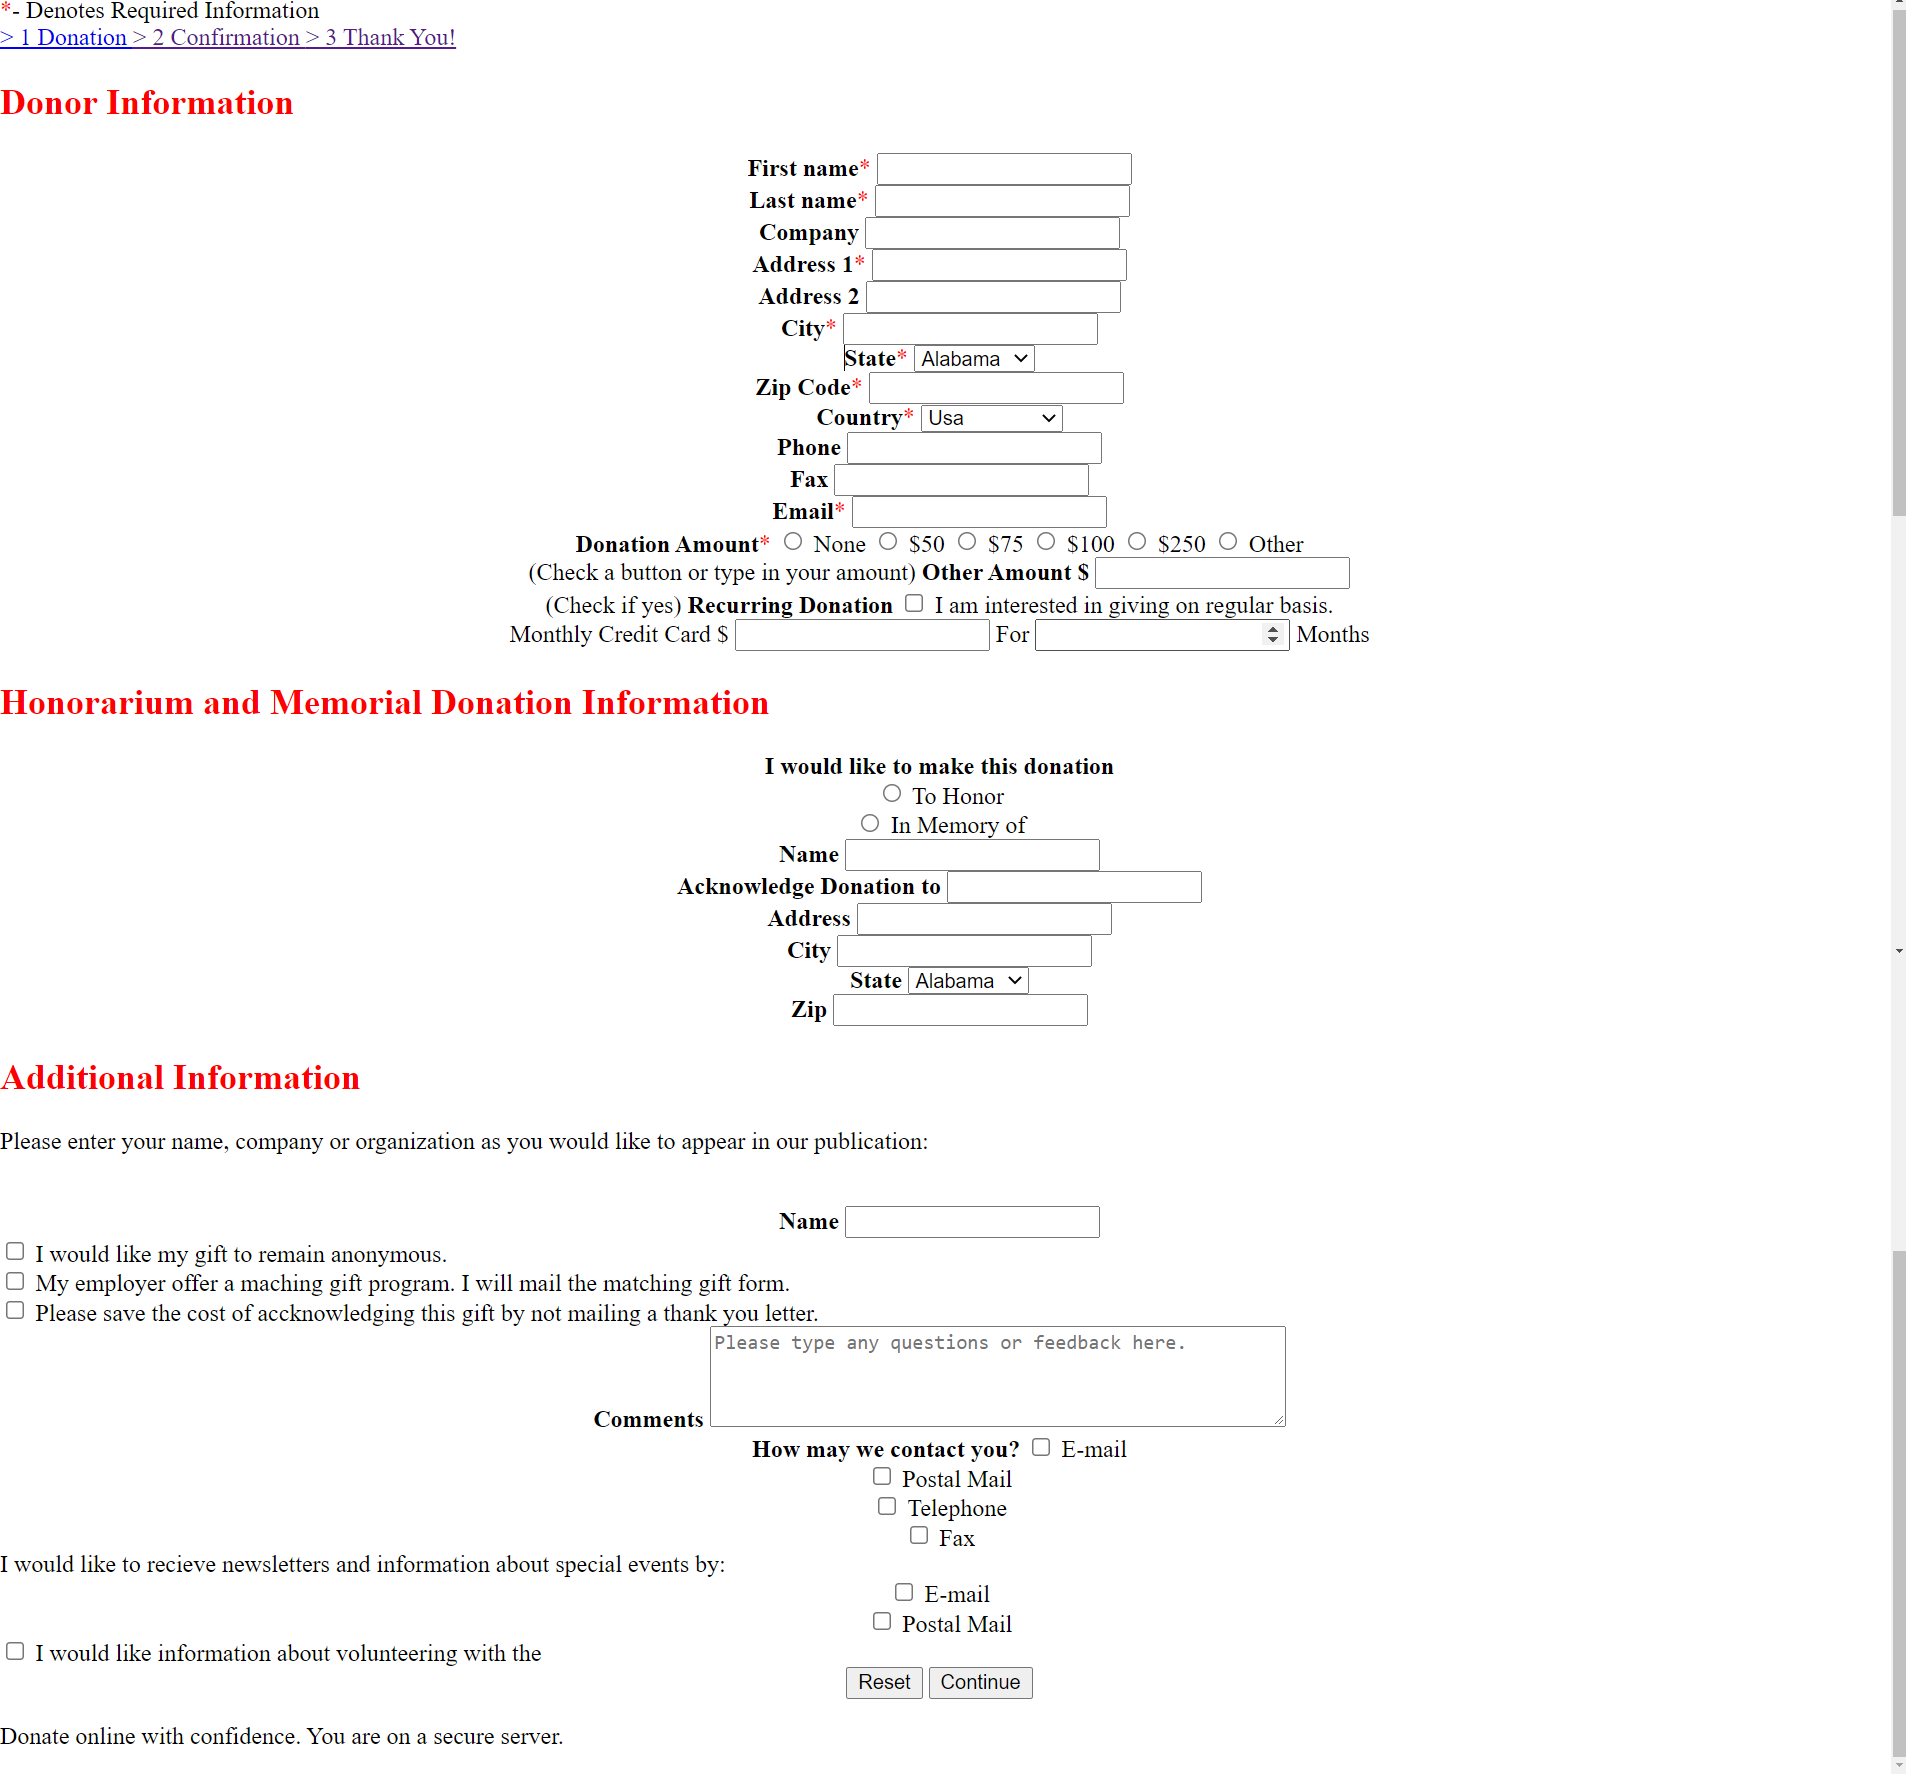 *- Denotes Required Information
> 1 Donation > 2 Confirmation > 3 Thank You!
Donor Information
First name*
Last name*
Company
Address 1*
Address 2
City*
State* Alabama
Zip Code*
Country* Usa
Phone
Fax
Email*
Donation Amount* None $50 $75 $100 $250 Other
(Check a button or type in your amount) Other Amount $
(Check if yes) Recurring Donation I am interested in giving on regular basis.
Monthly Credit Card $ For Months
Honorarium and Memorial Donation Information
I would like to make this donation
To Honor
In Memory of
Name
Acknowledge Donation to
Address
City
State Alabama
Zip
Additional Information
Please enter your name, company or organization as you would like to appear in our publication:
Name
I would like my gift to remain anonymous.
My employer offer a maching gift program. I will mail the matching gift form.
Please save the cost of accknowledging this gift by not mailing a thank you letter.
Please type any questions or feedback here.
Comments
How may we contact you? E-mail
Postal Mail
Telephone
Fax
I would like to recieve newsletters and information about special events by:
E-mail
Postal Mail
I would like information about volunteering with the
Reset Continue
Donate online with confidence. You are on a secure server.